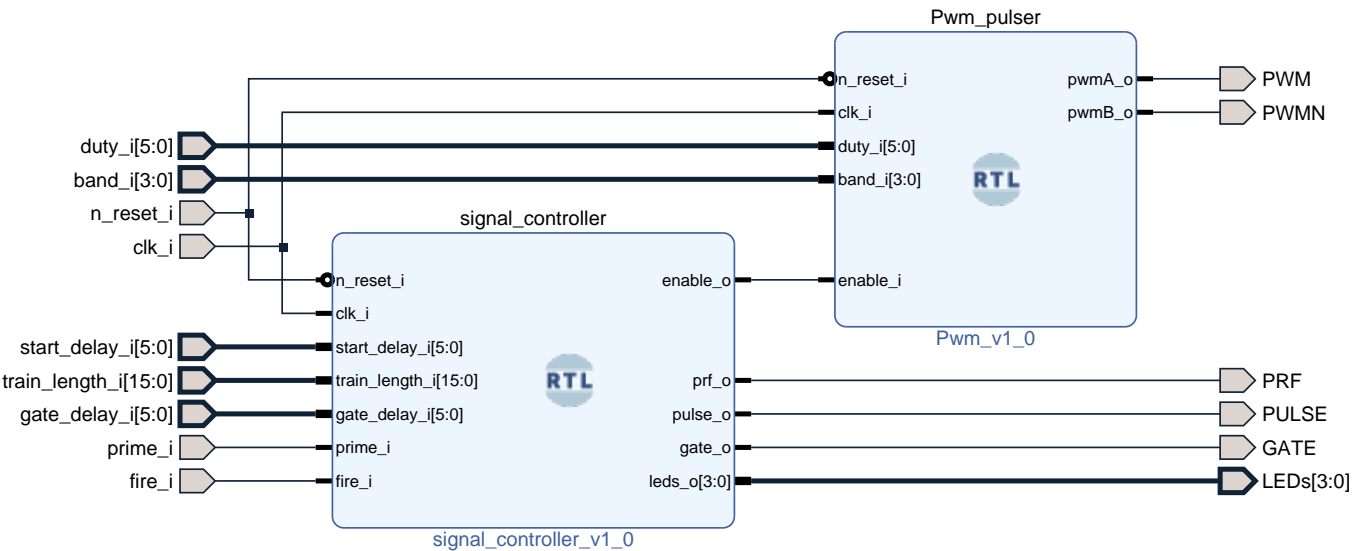 Pwm_pulser
n_reset_i
pwmA_o
PWM
clk_i
pwmB_o
PWMN
duty_i[5:0]
duty_i[5:0]
band_i[3:0]
band_i[3:0]
RTL
n_reset_i
signal_controller
clk_i
n_reset_i
enable_o
enable_i
clk_i
Pwm_v1_0
start_delay_i[5:0]
start_delay_i[5:0]
train_length_i[15:0]
train_length_i[15:0]
RTL
prf_o
PRF
gate_delay_i[5:0]
gate_delay_i[5:0]
pulse_o
PULSE
prime_i
prime_i
gate_o
GATE
fire_i
fire_i
leds_o[3:0]
LEDs[3:0]
signal_controller_v1_0